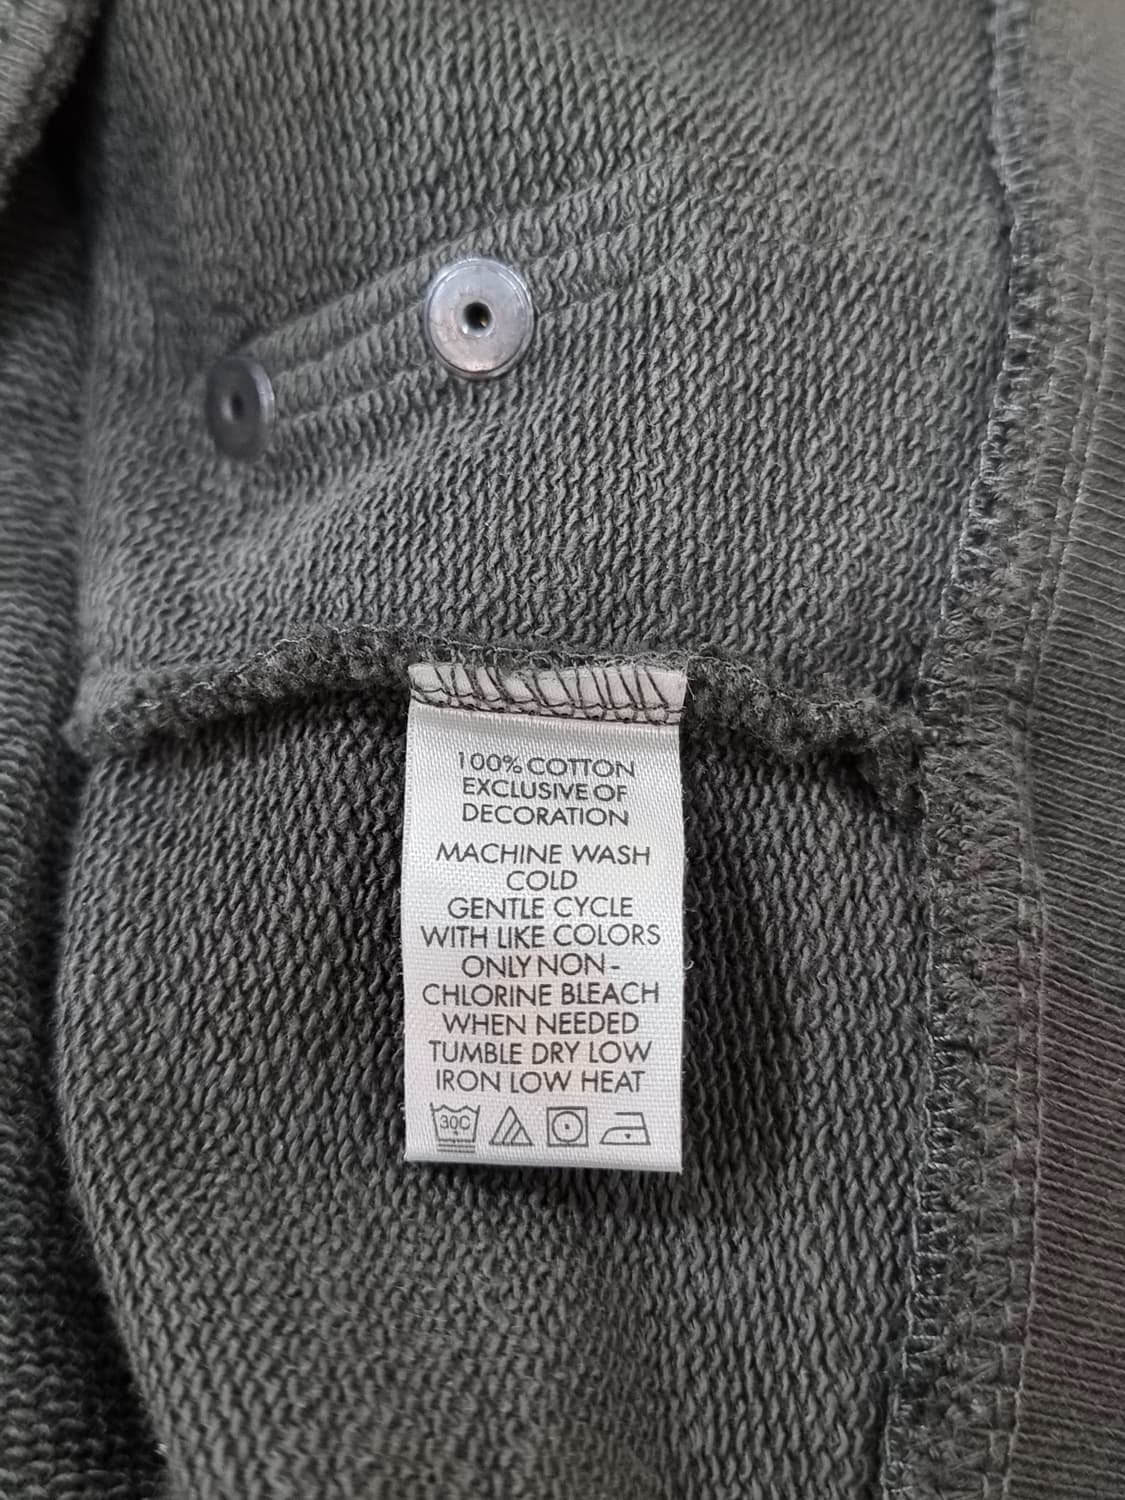 100% COTTON
EXCLUSIVE OF
DECORATION
MACHINE WASH
COLD
GENTLE CYCLE
WITH LIKE COLORS
ONLY NON-
CHLORINE BLEACH
WHEN NEEDED
TUMBLE DRY LOW
IRON LOW HEAT
30C